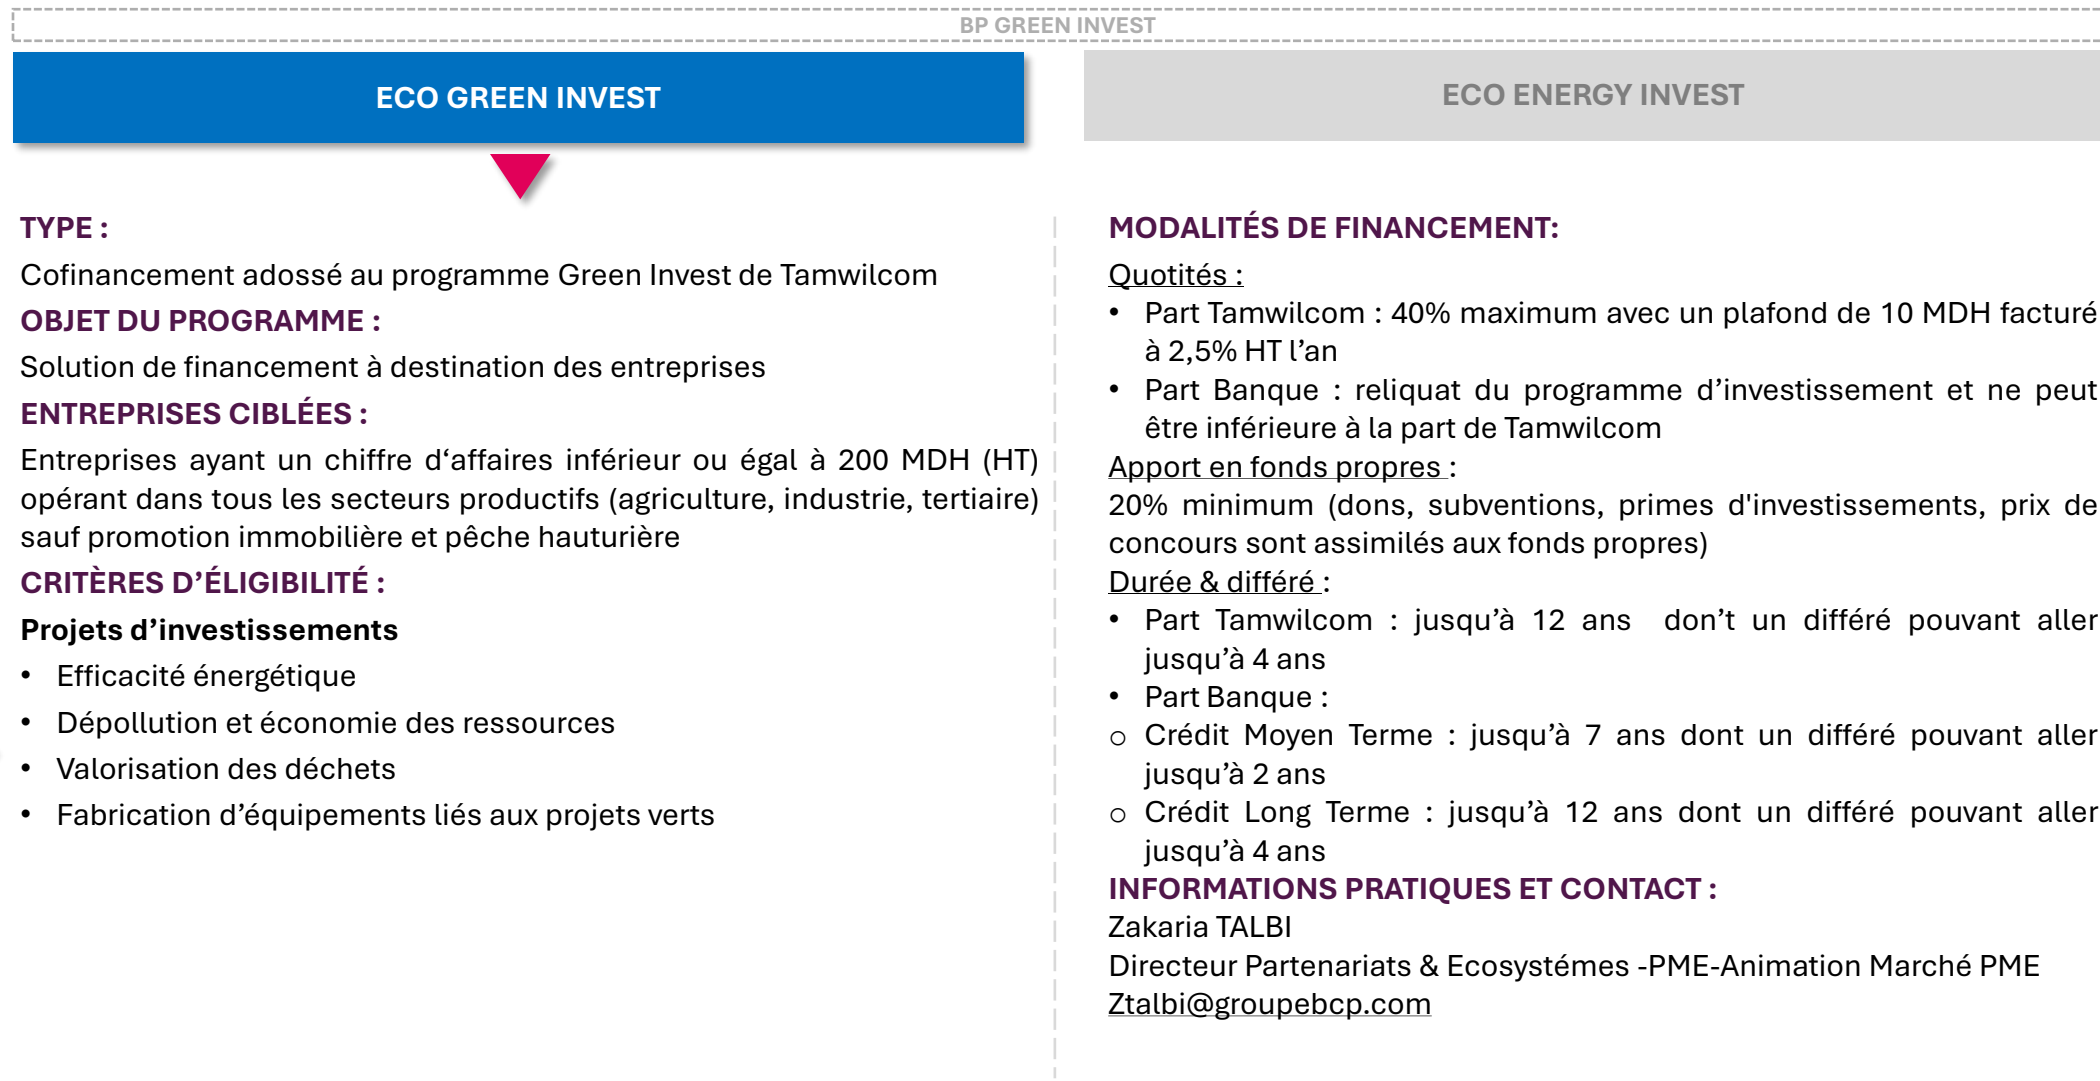 BP GREEN INVEST
ECO GREEN INVEST
ECO ENERGY INVEST
TYPE :
Cofinancement adossé au programme Green Invest de Tamwilcom
OBJET DU PROGRAMME :
Solution de financement à destination des entreprises
ENTREPRISES CIBLÉES :
Entreprises ayant un chiffre d‘affaires inférieur ou égal à 200 MDH (HT)
opérant dans tous les secteurs productifs (agriculture, industrie, tertiaire)
sauf promotion immobilière et pêche hauturière
CRITÈRES D’ÉLIGIBILITÉ :
Projets d’investissements
• Efficacité énergétique
• Dépollution et économie des ressources
• Valorisation des déchets
• Fabrication d’équipements liés aux projets verts
MODALITÉS DE FINANCEMENT:
Quotités :
• Part Tamwilcom : 40% maximum avec un plafond de 10 MDH facturé
à 2,5% HT l’an
• Part Banque : reliquat du programme d’investissement et ne peut
être inférieure à la part de Tamwilcom
Apport en fonds propres :
20% minimum (dons, subventions, primes d'investissements, prix de
concours sont assimilés aux fonds propres)
Durée & différé :
• Part Tamwilcom : jusqu’à 12 ans don’t un différé pouvant aller
jusqu’à 4 ans
• Part Banque :
o Crédit Moyen Terme : jusqu’à 7 ans dont un différé pouvant aller
jusqu’à 2 ans
o Crédit Long Terme : jusqu’à 12 ans dont un différé pouvant aller
jusqu’à 4 ans
INFORMATIONS PRATIQUES ET CONTACT :
Zakaria TALBI
Directeur Partenariats & Ecosystémes -PME-Animation Marché PME
Ztalbi@groupebcp.com